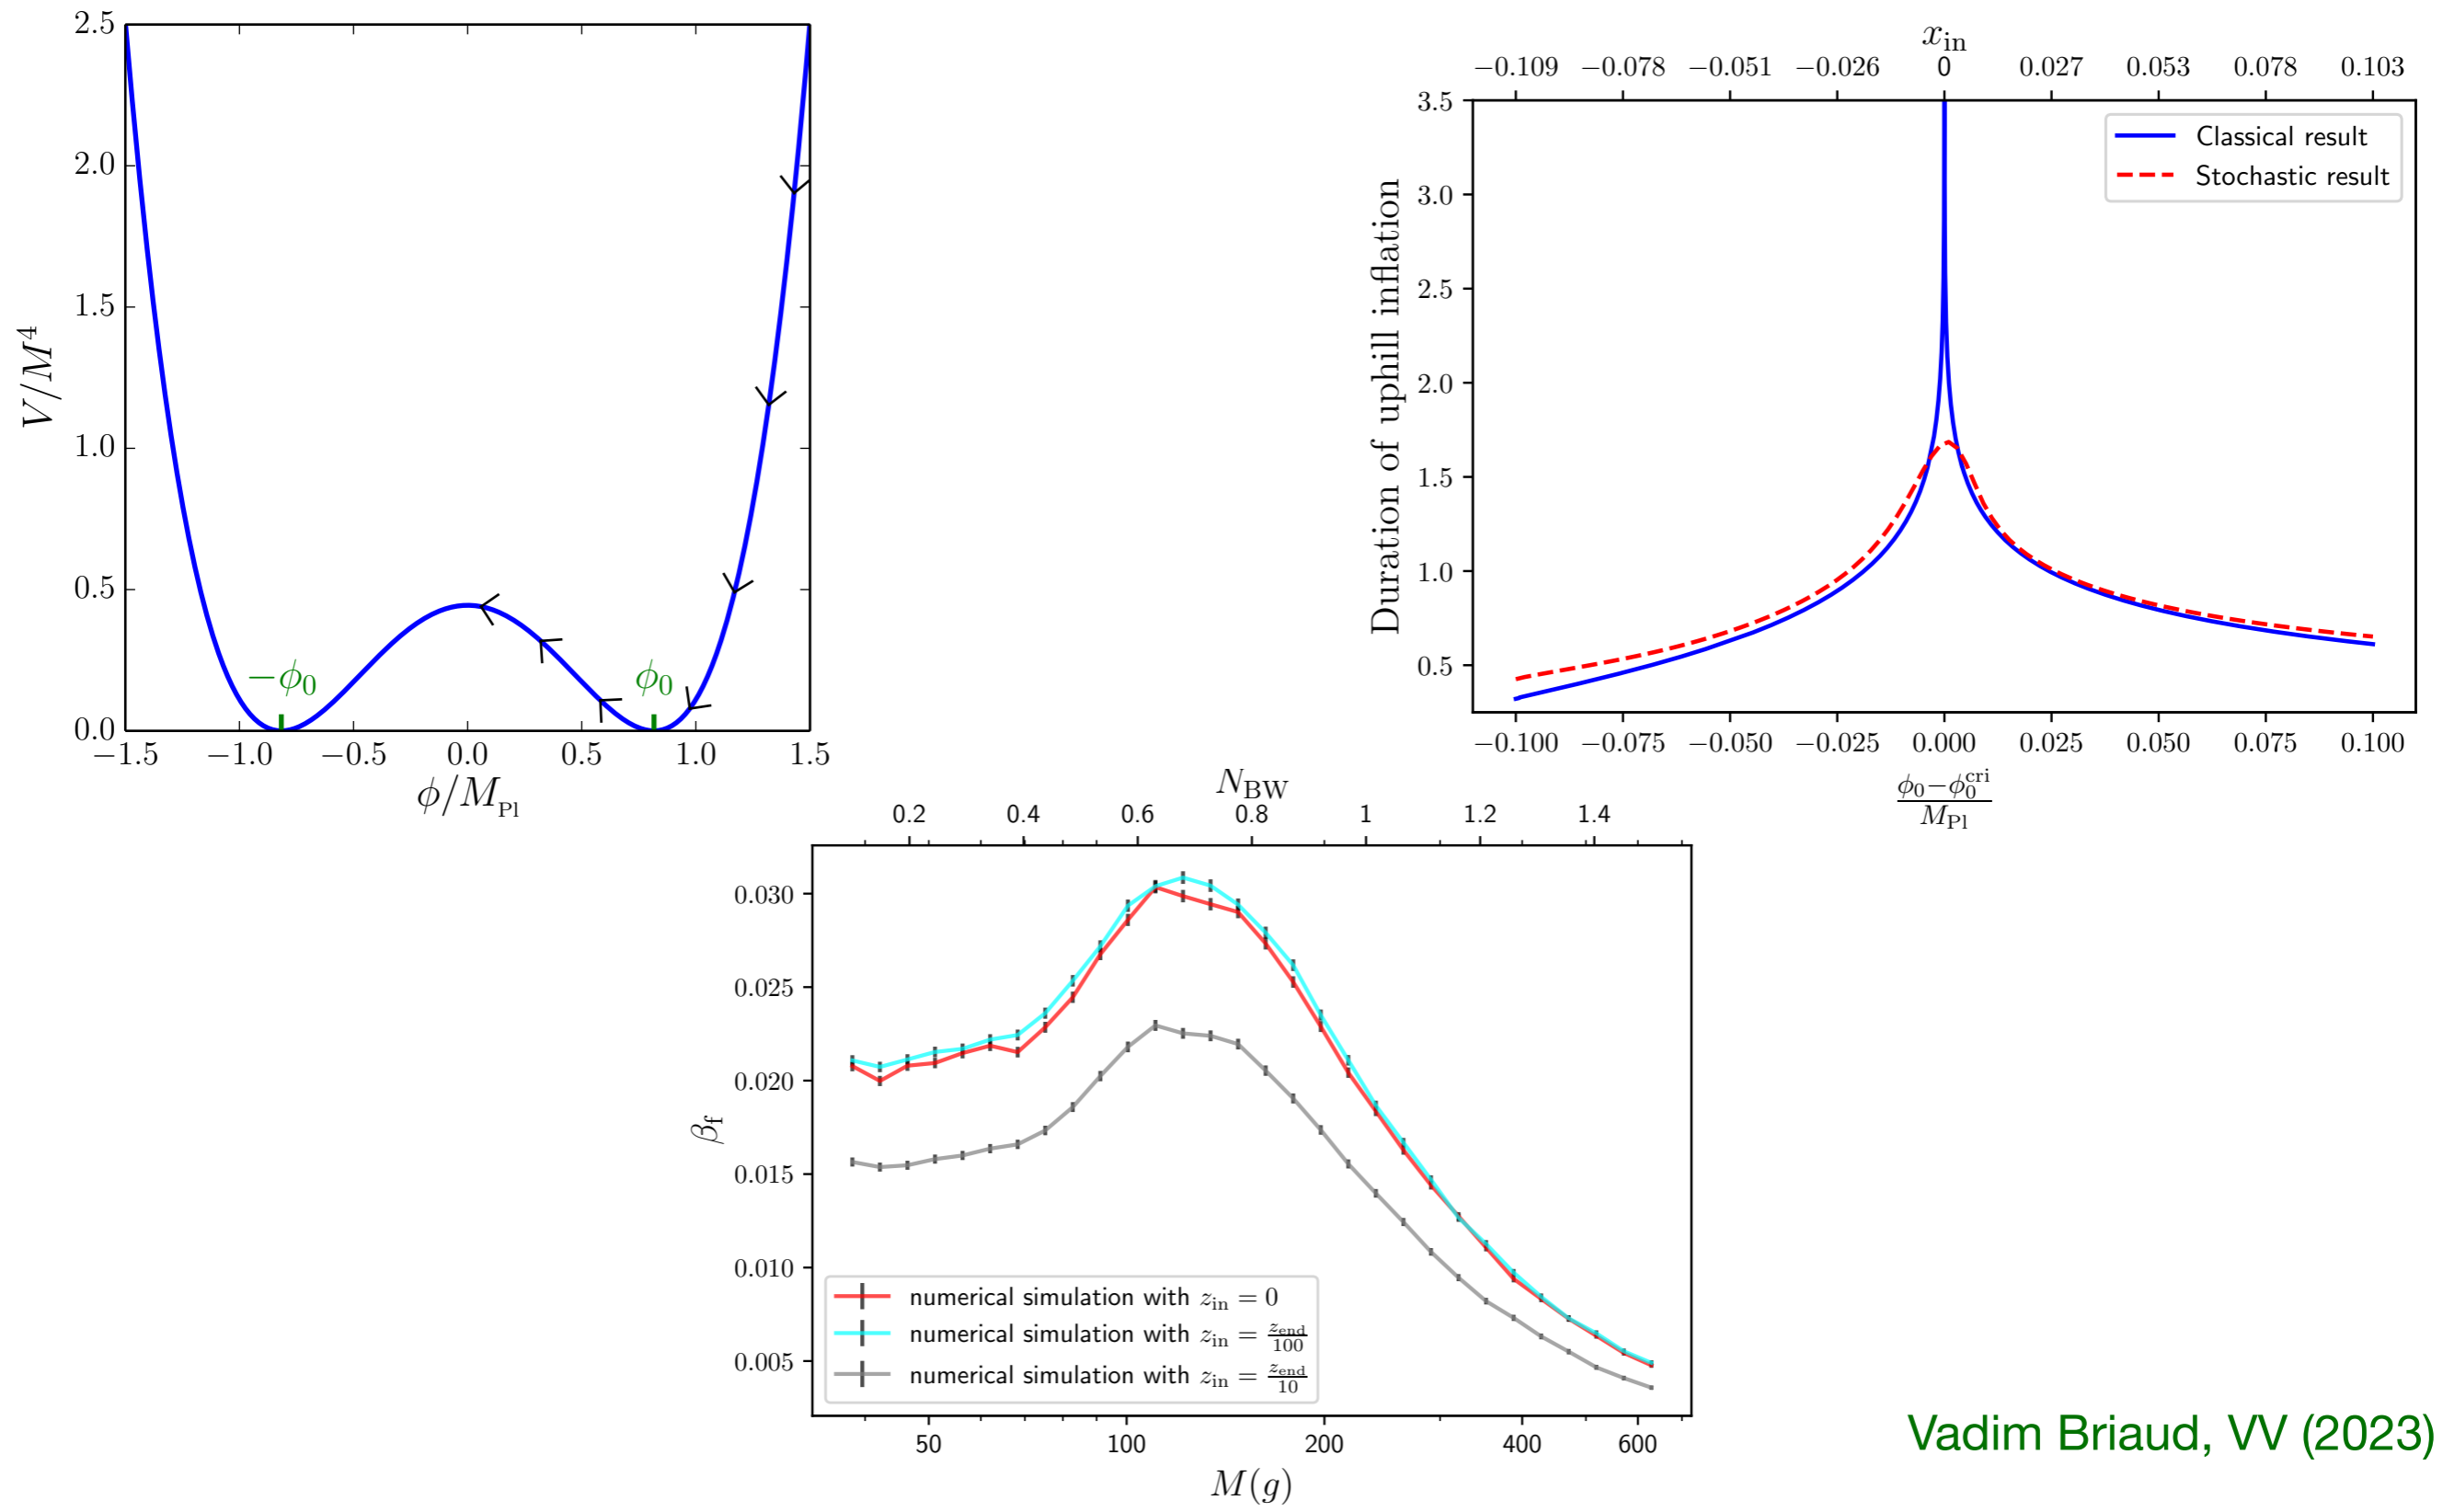 2.5
2.0
1.5
1.0
0.5
0.0
V/M⁴
−ϕ₀
ϕ₀
−1.5 −1.0 −0.5 0.0 0.5 1.0 1.5
ϕ/M_Pl
x_in
−0.109 −0.078 −0.051 −0.026 0 0.027 0.053 0.078 0.103
3.5
3.0
2.5
2.0
1.5
1.0
0.5
Duration of uphill inflation
Classical result
Stochastic result
−0.100 −0.075 −0.050 −0.025 0.000 0.025 0.050 0.075 0.100
(ϕ₀−ϕ₀^cri)/M_Pl
N_BW
0.2 0.4 0.6 0.8 1 1.2 1.4
0.030
0.025
0.020
0.015
0.010
0.005
β_f
numerical simulation with z_in = 0
numerical simulation with z_in = z_end/100
numerical simulation with z_in = z_end/10
50 100 200 400 600
M(g)
Vadim Briaud, VV (2023)